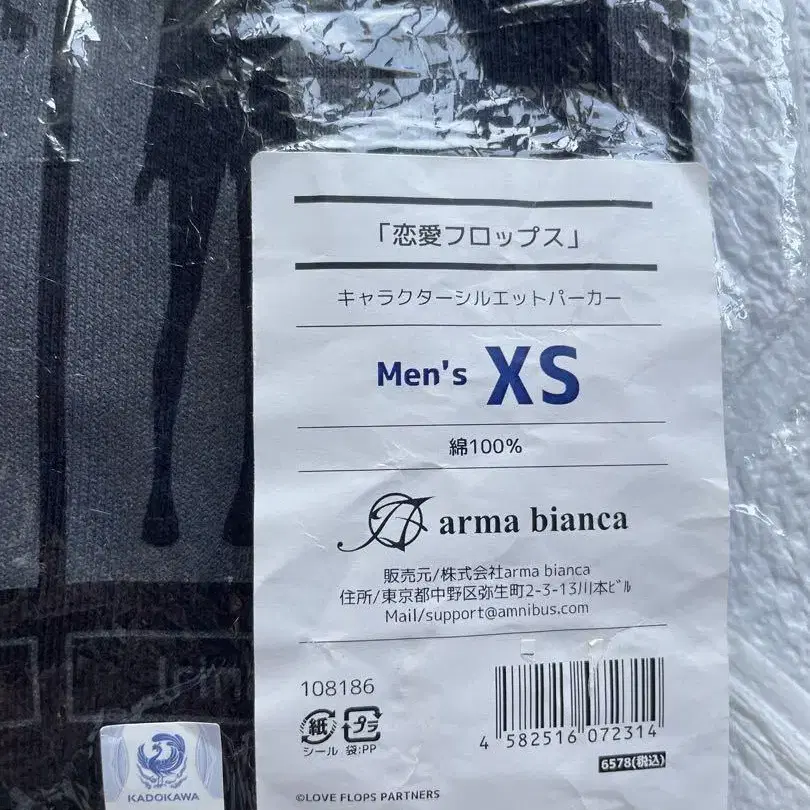 「恋愛フロップス」
キャラクターシルエットパーカー
Men's XS
綿100%
arma bianca
販売元/株式会社arma bianca
住所/東京都中野区弥生町2-3-13川本ﾋﾞﾙ
Mail/support@amnibus.com
108186
紙 プラ
シール 袋:PP
4 582516 072314
6578(税込)
©LOVE FLOPS PARTNERS
KADOKAWA